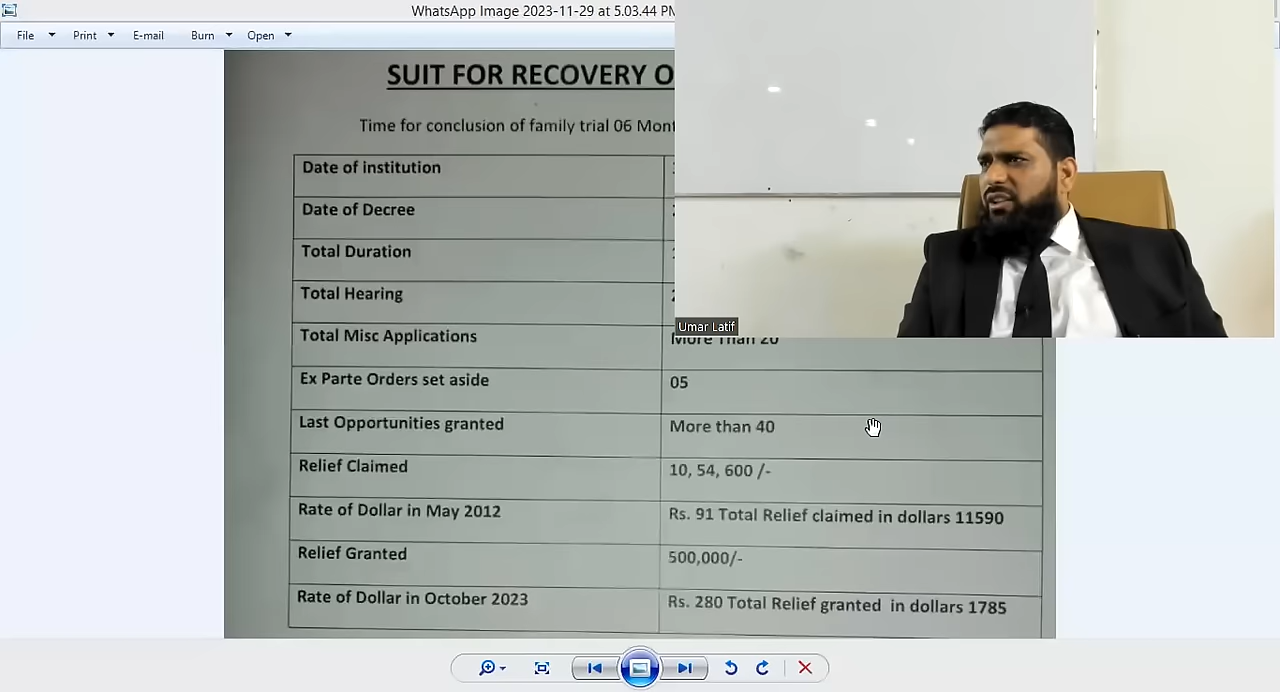 WhatsApp Image 2023-11-29 at 5.03.44 PM
File Print E-mail Burn Open
SUIT FOR RECOVERY O
Time for conclusion of family trial 06 Mont
Date of institution
Date of Decree
Total Duration
Total Hearing
Umar Latif
Total Misc Applications More Than 20
Ex Parte Orders set aside 05
Last Opportunities granted More than 40
Relief Claimed 10, 54, 600 /-
Rate of Dollar in May 2012 Rs. 91 Total Relief claimed in dollars 11590
Relief Granted 500,000/-
Rate of Dollar in October 2023 Rs. 280 Total Relief granted in dollars 1785